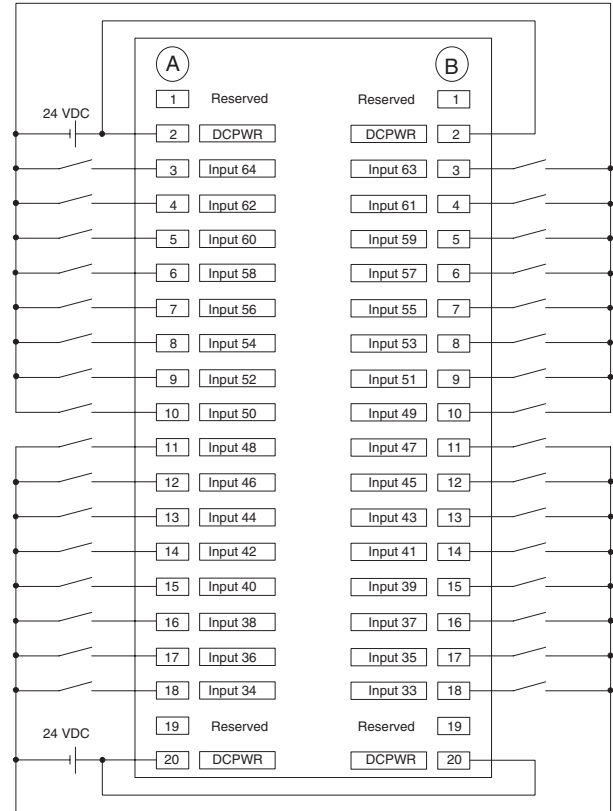 A B
1 Reserved Reserved 1
24 VDC
2 DCPWR DCPWR 2
3 Input 64 Input 63 3
4 Input 62 Input 61 4
5 Input 60 Input 59 5
6 Input 58 Input 57 6
7 Input 56 Input 55 7
8 Input 54 Input 53 8
9 Input 52 Input 51 9
10 Input 50 Input 49 10
11 Input 48 Input 47 11
12 Input 46 Input 45 12
13 Input 44 Input 43 13
14 Input 42 Input 41 14
15 Input 40 Input 39 15
16 Input 38 Input 37 16
17 Input 36 Input 35 17
18 Input 34 Input 33 18
19 Reserved Reserved 19
24 VDC
20 DCPWR DCPWR 20